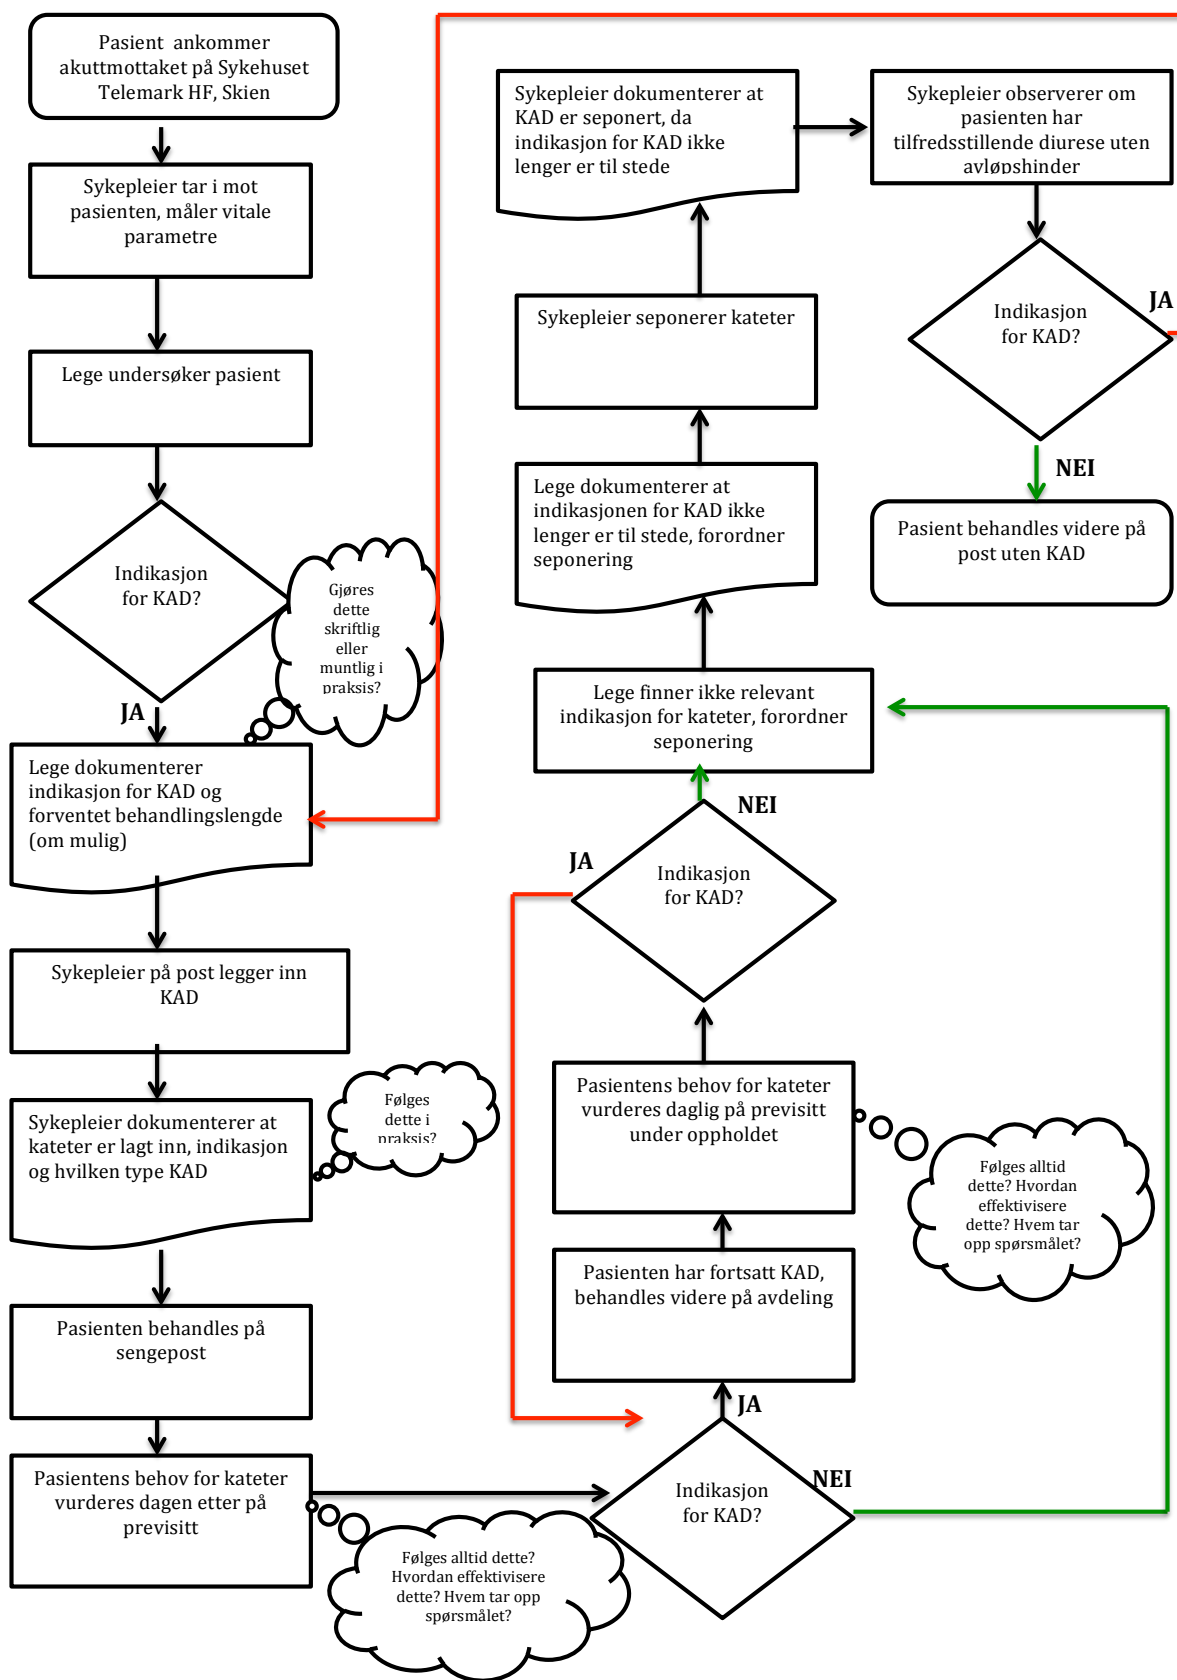 Pasient ankommer
akuttmottaket på Sykehuset
Telemark HF, Skien
Sykepleier tar i mot
pasienten, måler vitale
parametre
Lege undersøker pasient
Indikasjon
for KAD?
Gjøres
dette
skriftlig
eller
muntlig i
praksis?
JA
Lege dokumenterer
indikasjon for KAD og
forventet behandlingslengde
(om mulig)
Sykepleier på post legger inn
KAD
Sykepleier dokumenterer at
kateter er lagt inn, indikasjon
og hvilken type KAD
Følges
dette i
praksis?
Pasienten behandles på
sengepost
Pasientens behov for kateter
vurderes dagen etter på
previsitt
Følges alltid dette?
Hvordan effektivisere
dette? Hvem tar opp
spørsmålet?
Indikasjon
for KAD?
JA
NEI
Pasienten har fortsatt KAD,
behandles videre på avdeling
Pasientens behov for kateter
vurderes daglig på previsitt
under oppholdet
Følges alltid
dette? Hvordan
effektivisere
dette? Hvem tar
opp spørsmålet?
Indikasjon
for KAD?
JA
NEI
Lege finner ikke relevant
indikasjon for kateter, forordner
seponering
Lege dokumenterer at
indikasjonen for KAD ikke
lenger er til stede, forordner
seponering
Sykepleier seponerer kateter
Sykepleier dokumenterer at
KAD er seponert, da
indikasjon for KAD ikke
lenger er til stede
Sykepleier observerer om
pasienten har
tilfredsstillende diurese uten
avløpshinder
Indikasjon
for KAD?
JA
NEI
Pasient behandles videre på
post uten KAD